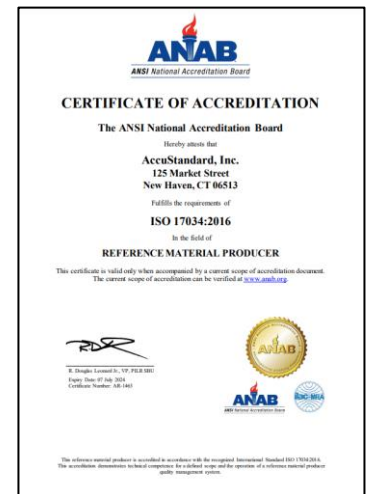 ANAB
ANSI National Accreditation Board
CERTIFICATE OF ACCREDITATION
The ANSI National Accreditation Board
Hereby attests that
AccuStandard, Inc.
125 Market Street
New Haven, CT 06513
Fulfills the requirements of
ISO 17034:2016
In the field of
REFERENCE MATERIAL PRODUCER
This certificate is valid only when accompanied by a current scope of accreditation document.
The current scope of accreditation can be verified at www.anab.org.
R. Douglas Leonard Jr., VP, PILR SBU
Expiry Date: 07 July 2024
Certificate Number: AR-1463
ANAB
ANAB
ANSI National Accreditation Board
ilac-MRA
This reference material producer is accredited in accordance with the recognized International Standard ISO 17034:2016.
This accreditation demonstrates technical competence for a defined scope and the operation of a reference material producer
quality management system.